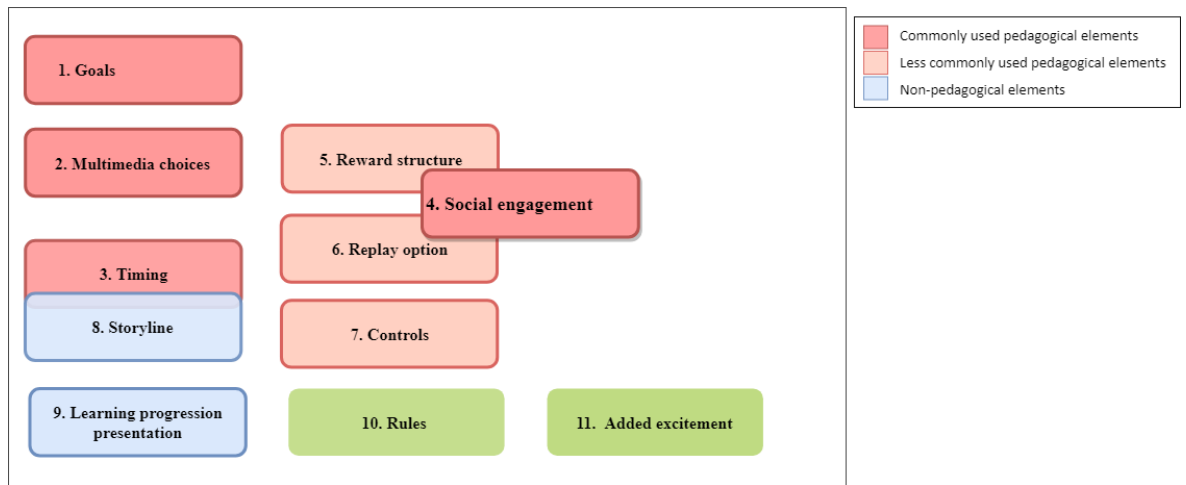 1. Goals
2. Multimedia choices
3. Timing
8. Storyline
9. Learning progression
presentation
5. Reward structure
4. Social engagement
6. Replay option
7. Controls
10. Rules
11. Added excitement
Commonly used pedagogical elements
Less commonly used pedagogical elements
Non-pedagogical elements